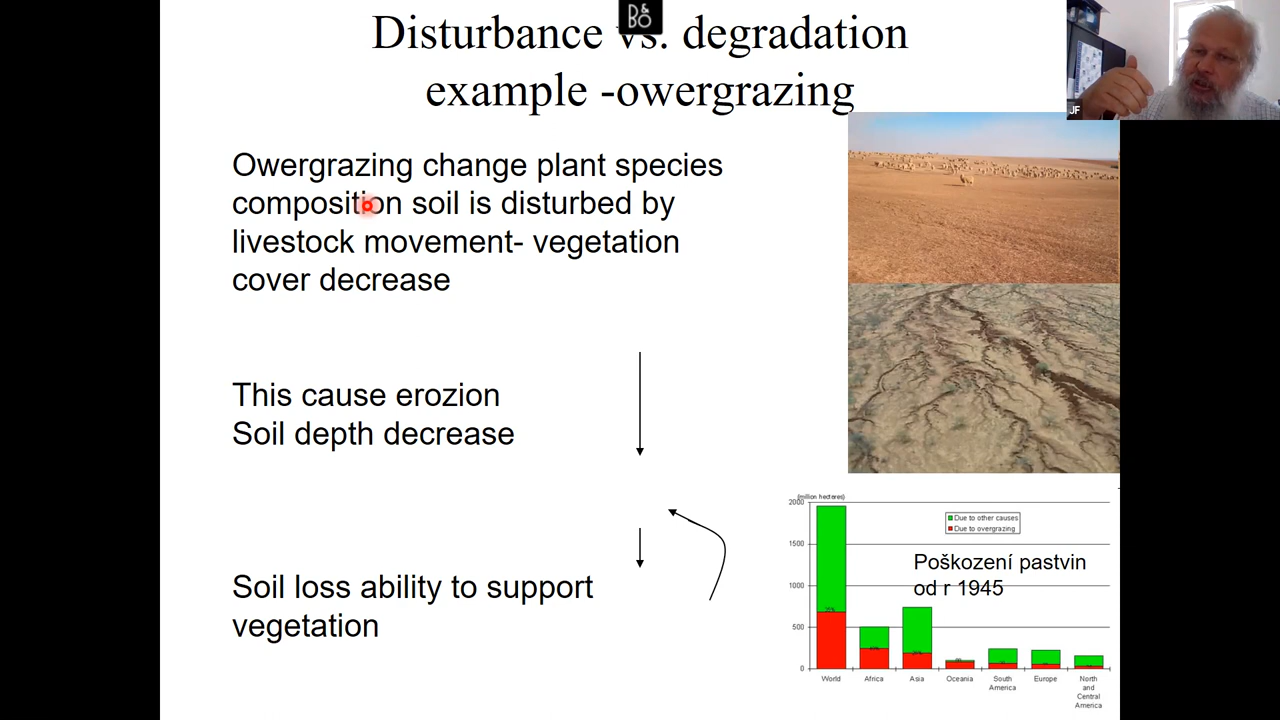 Disturbance vs. degradation
example -owergrazing
B&O
JF
Owergrazing change plant species
composition soil is disturbed by
livestock movement- vegetation
cover decrease
This cause erozion
Soil depth decrease
Soil loss ability to support
vegetation
(million hecteres)
2000
1500
1000
500
0
Due to other causes
Due to overgrazing
Poškození pastvin
od r 1945
World
Africa
Asia
Oceania
South
America
Europe
North
and
Central
America